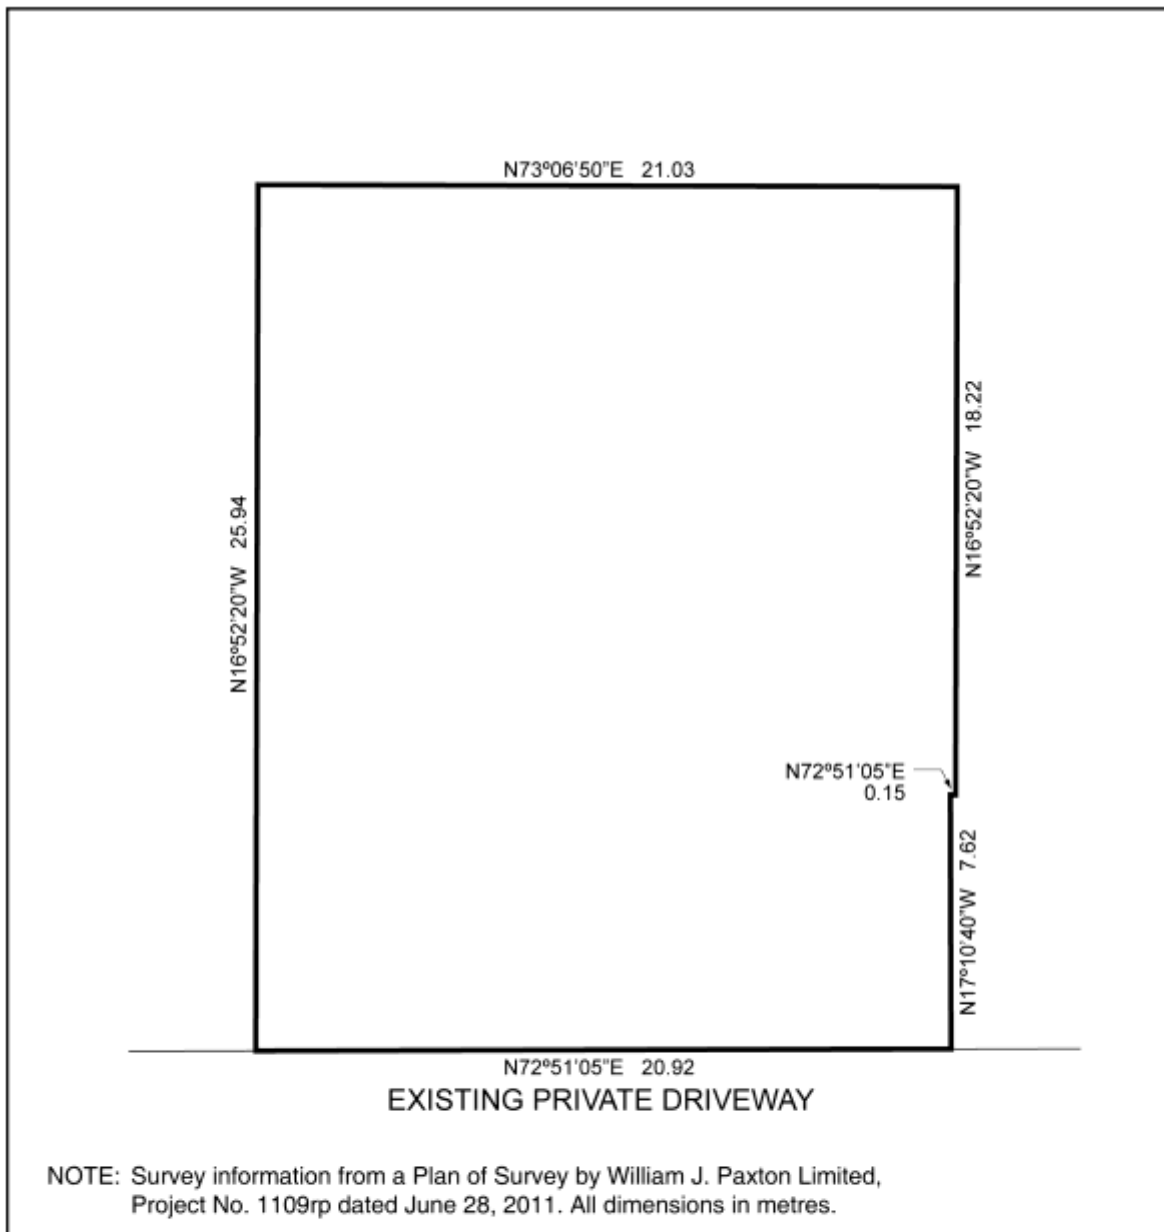 N73º06'50"E 21.03
N16º52'20"W 25.94
N16º52'20"W 18.22
N72º51'05"E
0.15
N17º10'40"W 7.62
N72º51'05"E 20.92
EXISTING PRIVATE DRIVEWAY
NOTE: Survey information from a Plan of Survey by William J. Paxton Limited,
Project No. 1109rp dated June 28, 2011. All dimensions in metres.